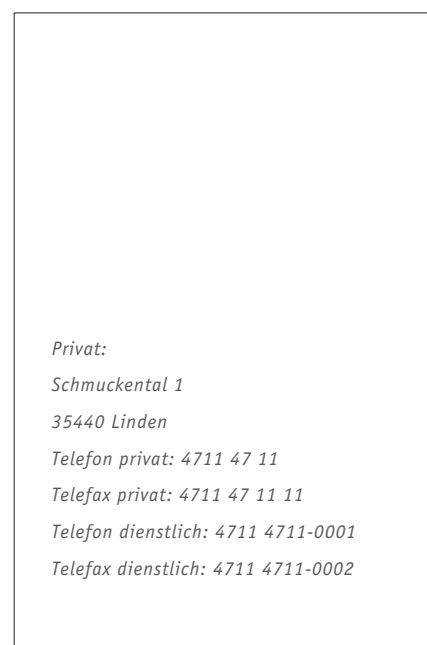 Privat:
Schmuckental 1
35440 Linden
Telefon privat: 4711 47 11
Telefax privat: 4711 47 11 11
Telefon dienstlich: 4711 4711-0001
Telefax dienstlich: 4711 4711-0002